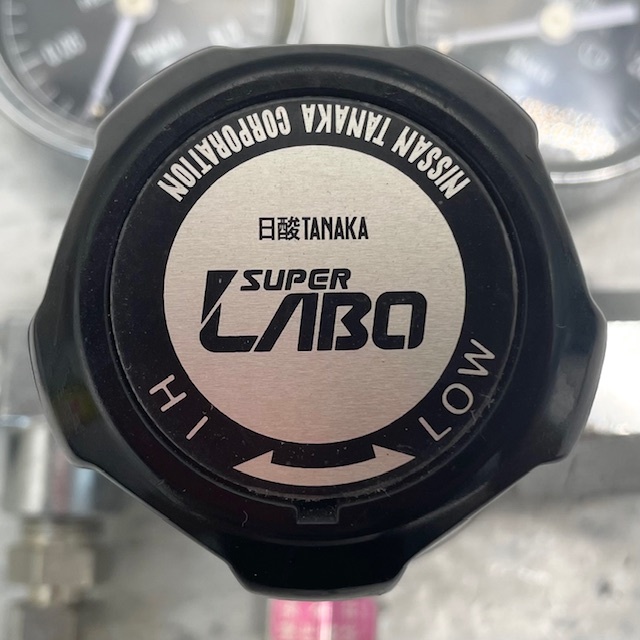 NISSAN TANAKA CORPORATION
日酸TANAKA
SUPER
LABO
HI
LOW